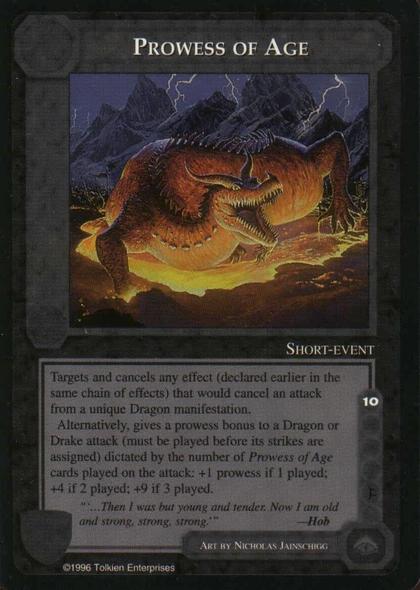 PROWESS OF AGE
SHORT-EVENT
Targets and cancels any effect (declared earlier in the
same chain of effects) that would cancel an attack
from a unique Dragon manifestation.
Alternatively, gives a prowess bonus to a Dragon or
Drake attack (must be played before its strikes are
assigned) dictated by the number of Prowess of Age
cards played on the attack: +1 prowess if 1 played;
+4 if 2 played; +9 if 3 played.
"'...Then I was but young and tender. Now I am old
and strong, strong, strong.'" —Hob
10
ART BY NICHOLAS JAINSCHIGG
©1996 Tolkien Enterprises